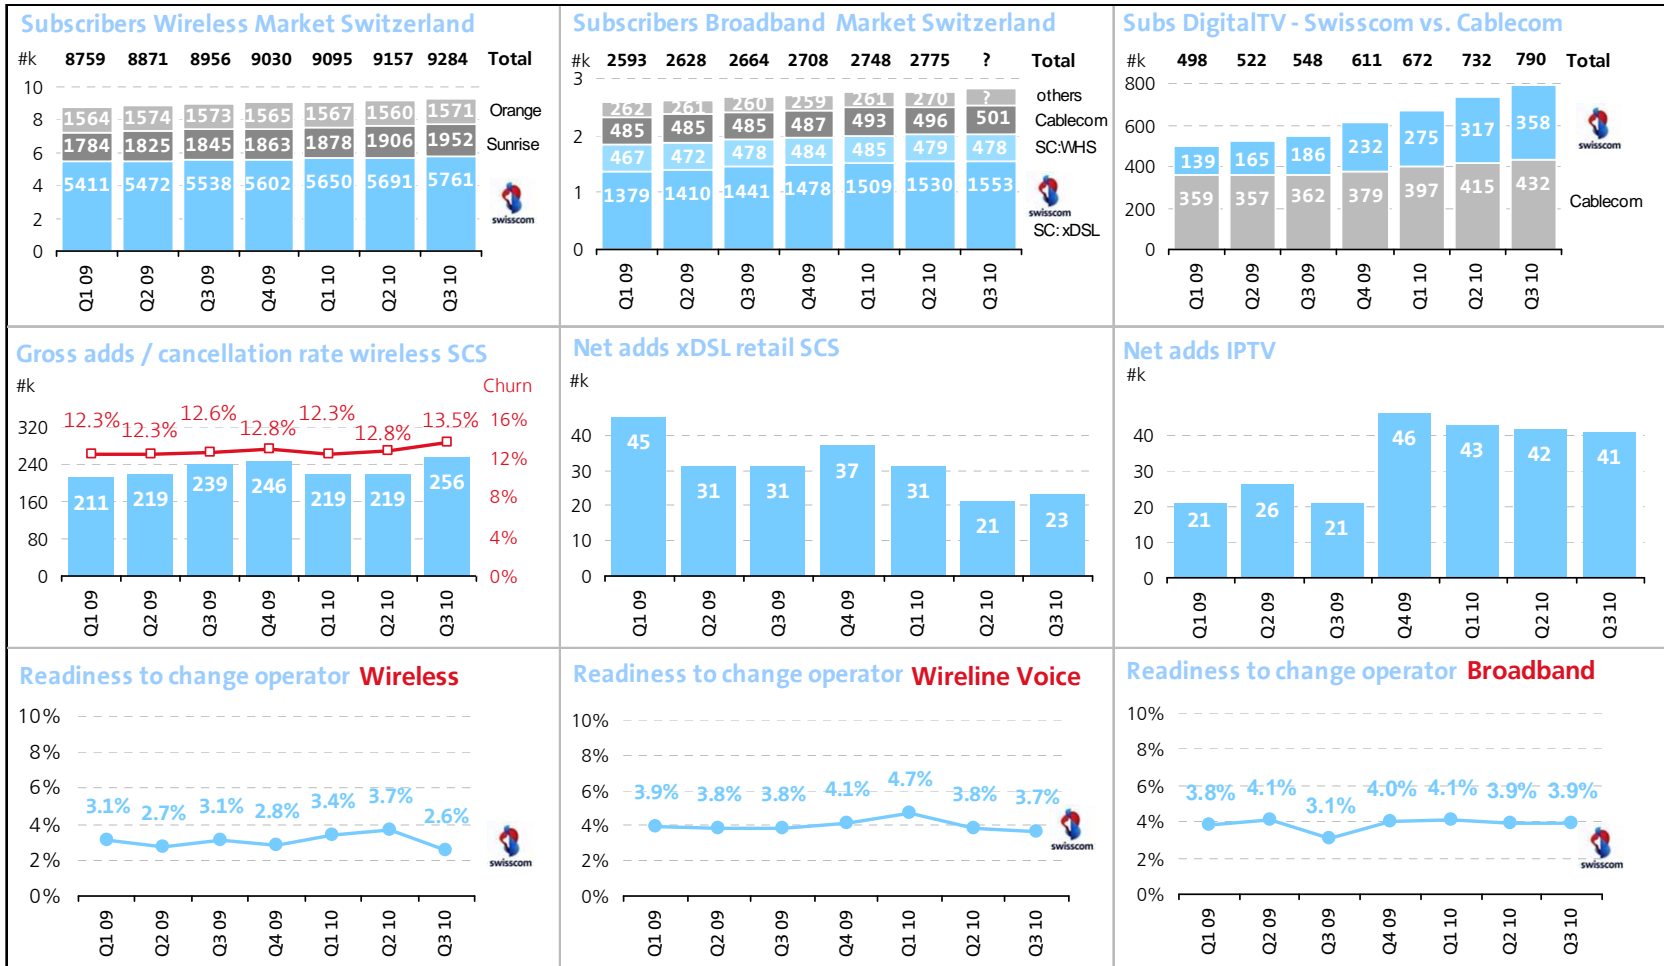 Subscribers Wireless Market Switzerland
#k 8759 8871 8956 9030 9095 9157 9284 Total
10
8
6
4
2
0
1564 1574 1573 1565 1567 1560 1571 Orange
1784 1825 1845 1863 1878 1906 1952 Sunrise
5411 5472 5538 5602 5650 5691 5761
swisscom
Q1 09 Q2 09 Q3 09 Q4 09 Q1 10 Q2 10 Q3 10
Subscribers Broadband Market Switzerland
#k 2593 2628 2664 2708 2748 2775 ? Total
3
2
1
0
262 261 260 259 261 270 ? others
485 485 485 487 493 496 501 Cablecom
467 472 478 484 485 479 478 SC:WHS
1379 1410 1441 1478 1509 1530 1553
swisscom
SC: xDSL
Q1 09 Q2 09 Q3 09 Q4 09 Q1 10 Q2 10 Q3 10
Subs DigitalTV - Swisscom vs. Cablecom
#k 498 522 548 611 672 732 790 Total
800
600
400
200
0
139 165 186 232 275 317 358
swisscom
359 357 362 379 397 415 432
Cablecom
Q1 09 Q2 09 Q3 09 Q4 09 Q1 10 Q2 10 Q3 10
Gross adds / cancellation rate wireless SCS
#k Churn
320
240
160
80
0
12.3% 12.3% 12.6% 12.8% 12.3% 12.8% 13.5%
16%
12%
8%
4%
0%
211 219 239 246 219 219 256
Q1 09 Q2 09 Q3 09 Q4 09 Q1 10 Q2 10 Q3 10
Net adds xDSL retail SCS
#k
40
30
20
10
0
45 31 31 37 31 21 23
Q1 09 Q2 09 Q3 09 Q4 09 Q1 10 Q2 10 Q3 10
Net adds IPTV
#k
40
30
20
10
0
21 26 21 46 43 42 41
Q1 09 Q2 09 Q3 09 Q4 09 Q1 10 Q2 10 Q3 10
Readiness to change operator Wireless
10%
8%
6%
4%
2%
0%
3.1% 2.7% 3.1% 2.8% 3.4% 3.7% 2.6%
swisscom
Q1 09 Q2 09 Q3 09 Q4 09 Q1 10 Q2 10 Q3 10
Readiness to change operator Wireline Voice
10%
8%
6%
4%
2%
0%
3.9% 3.8% 3.8% 4.1% 4.7% 3.8% 3.7%
swisscom
Q1 09 Q2 09 Q3 09 Q4 09 Q1 10 Q2 10 Q3 10
Readiness to change operator Broadband
10%
8%
6%
4%
2%
0%
3.8% 4.1% 3.1% 4.0% 4.1% 3.9% 3.9%
swisscom
Q1 09 Q2 09 Q3 09 Q4 09 Q1 10 Q2 10 Q3 10